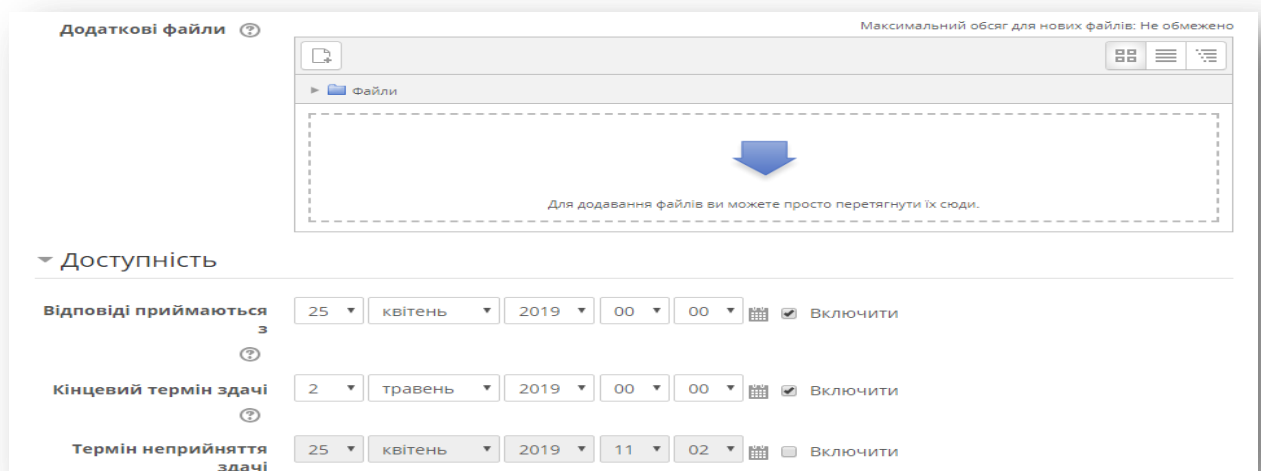 Додаткові файли
Максимальний обсяг для нових файлів: Не обмежено
Файли
Для додавання файлів ви можете просто перетягнути їх сюди.
Доступність
Відповіді приймаються
з
25 квітень 2019 00 00 Включити
Кінцевий термін здачі
2 травень 2019 00 00 Включити
Термін неприйняття
здачі
25 квітень 2019 11 02 Включити